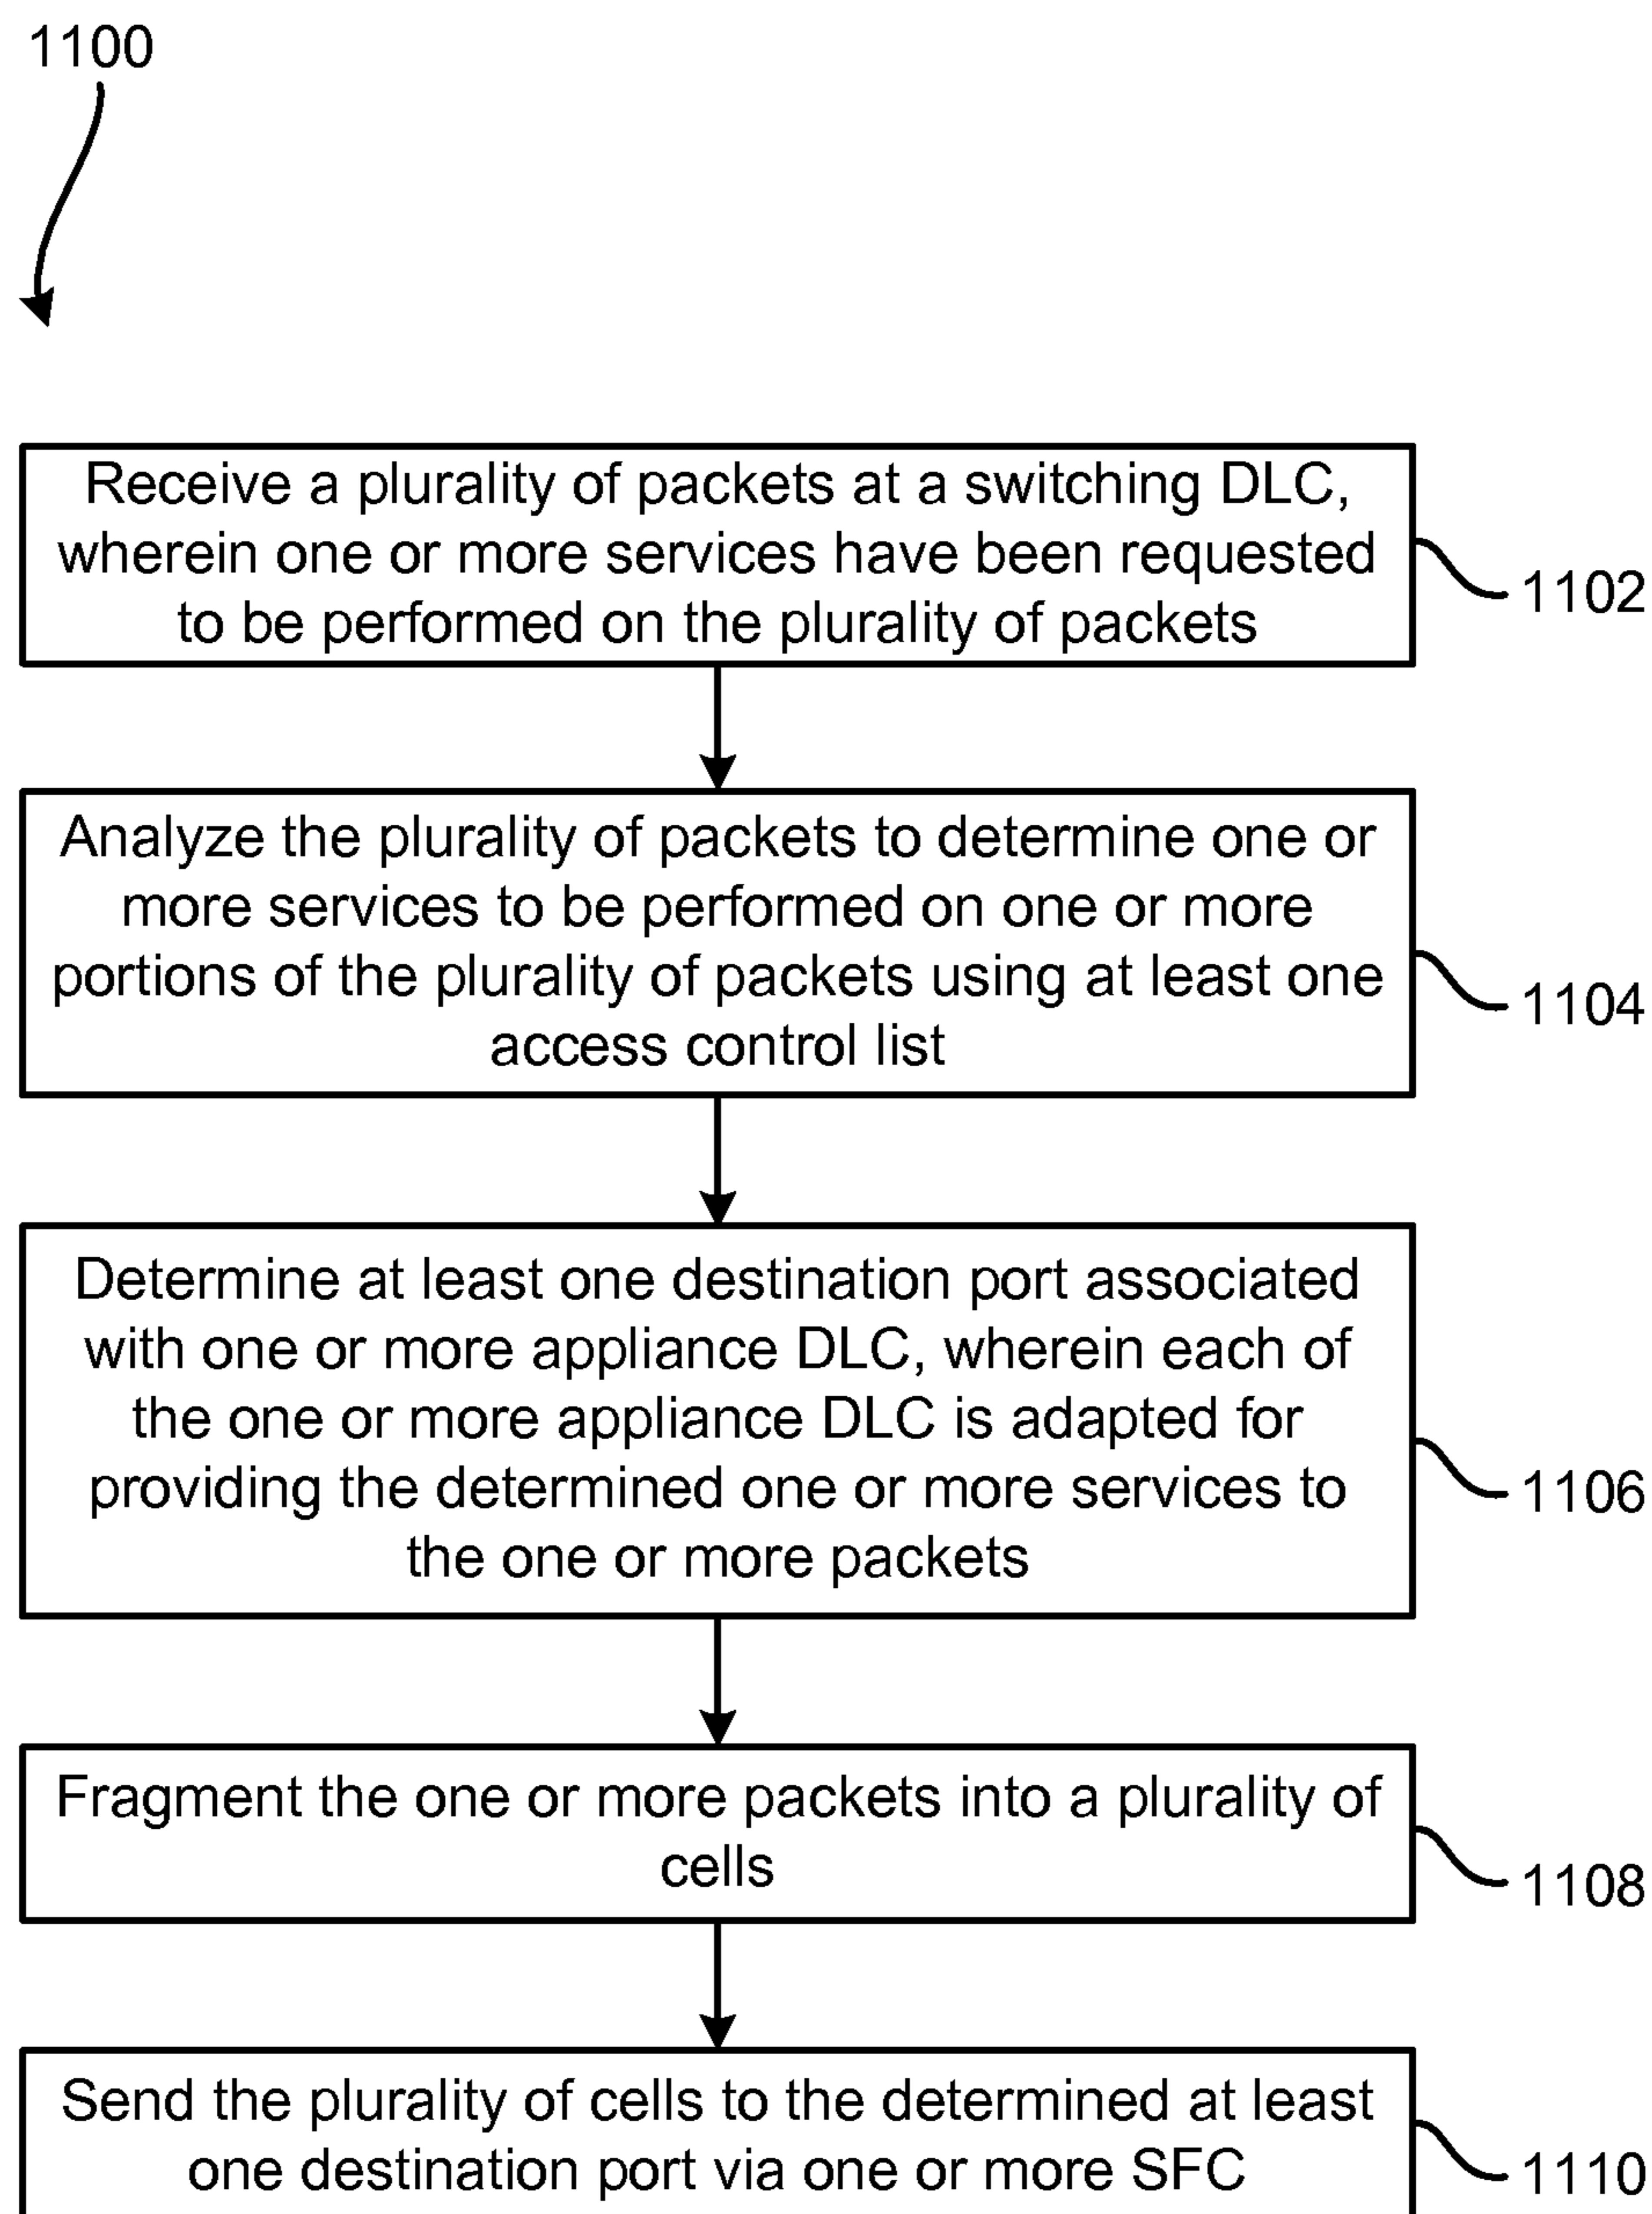 1100
Receive a plurality of packets at a switching DLC,
wherein one or more services have been requested
to be performed on the plurality of packets
1102
Analyze the plurality of packets to determine one or
more services to be performed on one or more
portions of the plurality of packets using at least one
access control list
1104
Determine at least one destination port associated
with one or more appliance DLC, wherein each of
the one or more appliance DLC is adapted for
providing the determined one or more services to
the one or more packets
1106
Fragment the one or more packets into a plurality of
cells
1108
Send the plurality of cells to the determined at least
one destination port via one or more SFC
1110